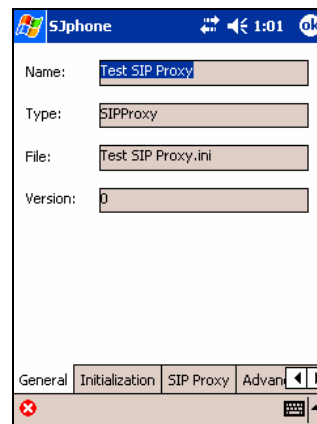 SJphone 1:01 ok
Name: Test SIP Proxy
Type: SIPProxy
File: Test SIP Proxy.ini
Version: 0
General Initialization SIP Proxy Advan